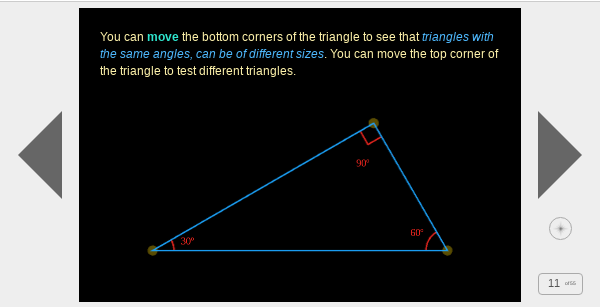 You can move the bottom corners of the triangle to see that triangles with
the same angles, can be of different sizes. You can move the top corner of
the triangle to test different triangles.
90°
60°
30°
11 of 55